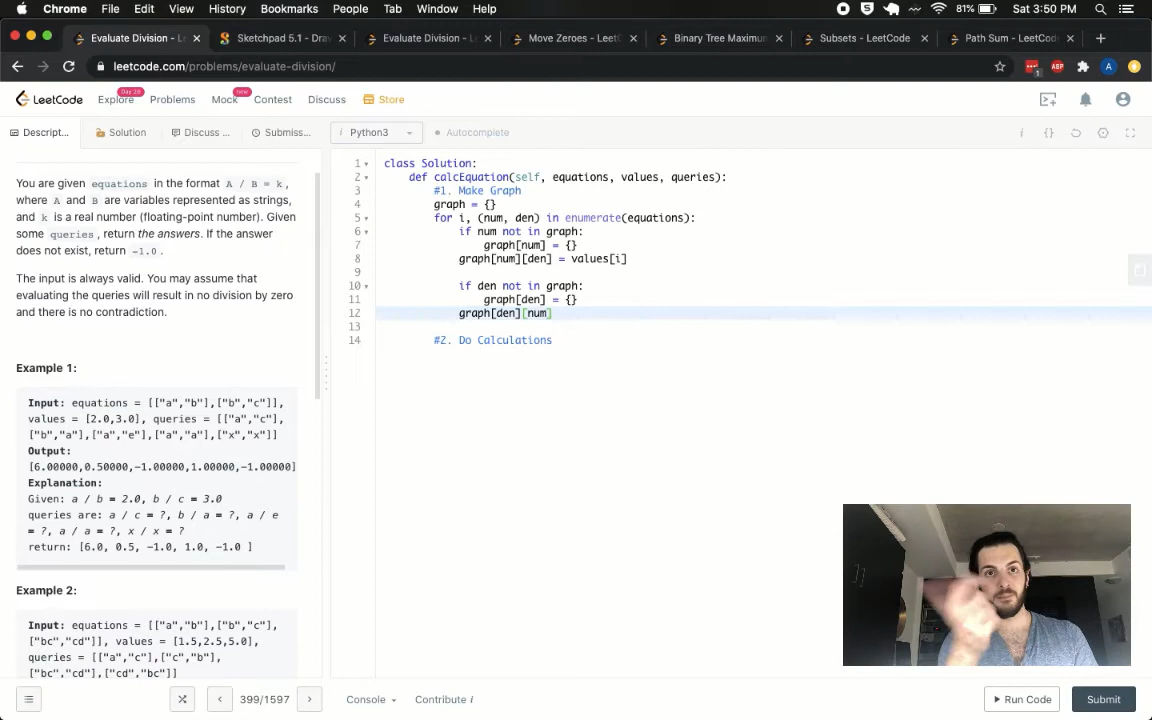 Chrome File Edit View History Bookmarks People Tab Window Help
81% Sat 3:50 PM
Evaluate Division - L
Sketchpad 5.1 - Dra
Evaluate Division - L
Move Zeroes - LeetC
Binary Tree Maximum
Subsets - LeetCode
Path Sum - LeetCod
leetcode.com/problems/evaluate-division/
1
ABP
A
LeetCode
Explore
Day 29
Problems
Mock
new
Contest
Discuss
Store
Descript...
Solution
Discuss ...
Submiss...
i Python3
Autocomplete
You are given equations in the format A / B = k,
where A and B are variables represented as strings,
and k is a real number (floating-point number). Given
some queries, return the answers. If the answer
does not exist, return -1.0.
The input is always valid. You may assume that
evaluating the queries will result in no division by zero
and there is no contradiction.
Example 1:
Input: equations = [["a","b"],["b","c"]],
values = [2.0,3.0], queries = [["a","c"],
["b","a"],["a","e"],["a","a"],["x","x"]]
Output:
[6.00000,0.50000,-1.00000,1.00000,-1.00000]
Explanation:
Given: a / b = 2.0, b / c = 3.0
queries are: a / c = ?, b / a = ?, a / e
= ?, a / a = ?, x / x = ?
return: [6.0, 0.5, -1.0, 1.0, -1.0 ]
Example 2:
Input: equations = [["a","b"],["b","c"],
["bc","cd"]], values = [1.5,2.5,5.0],
queries = [["a","c"],["c","b"],
["bc","cd"],["cd","bc"]]
1 class Solution:
2 def calcEquation(self, equations, values, queries):
3 #1. Make Graph
4 graph = {}
5 for i, (num, den) in enumerate(equations):
6 if num not in graph:
7 graph[num] = {}
8 graph[num][den] = values[i]
9
10 if den not in graph:
11 graph[den] = {}
12 graph[den][num]
13
14 #2. Do Calculations
399/1597
Console
Contribute i
Run Code
Submit